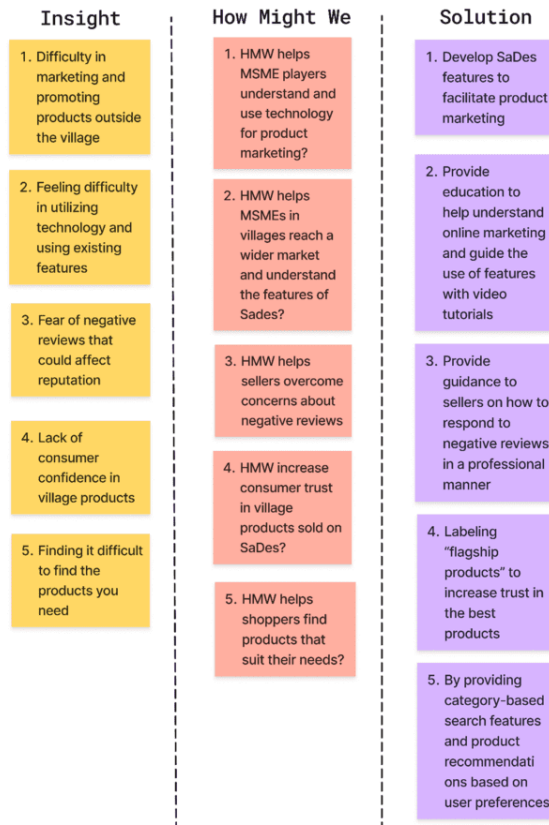 Insight
1. Difficulty in
marketing and
promoting
products outside
the village
2. Feeling difficulty
in utilizing
technology and
using existing
features
3. Fear of negative
reviews that
could affect
reputation
4. Lack of
consumer
confidence in
village products
5. Finding it difficult
to find the
products you
need
How Might We
1. HMW helps
MSME players
understand and
use technology
for product
marketing?
2. HMW helps
MSMEs in
villages reach a
wider market
and understand
the features of
Sades?
3. HMW helps
sellers overcome
concerns about
negative reviews
4. HMW increase
consumer trust
in village
products sold on
SaDes?
5. HMW helps
shoppers find
products that
suit their needs?
Solution
1. Develop SaDes
features to
facilitate product
marketing
2. Provide
education to
help understand
online marketing
and guide the
use of features
with video
tutorials
3. Provide
guidance to
sellers on how to
respond to
negative reviews
in a professional
manner
4. Labeling
"flagship
products" to
increase trust in
the best
products
5. By providing
category-based
search features
and product
recommendati
ons based on
user preferences